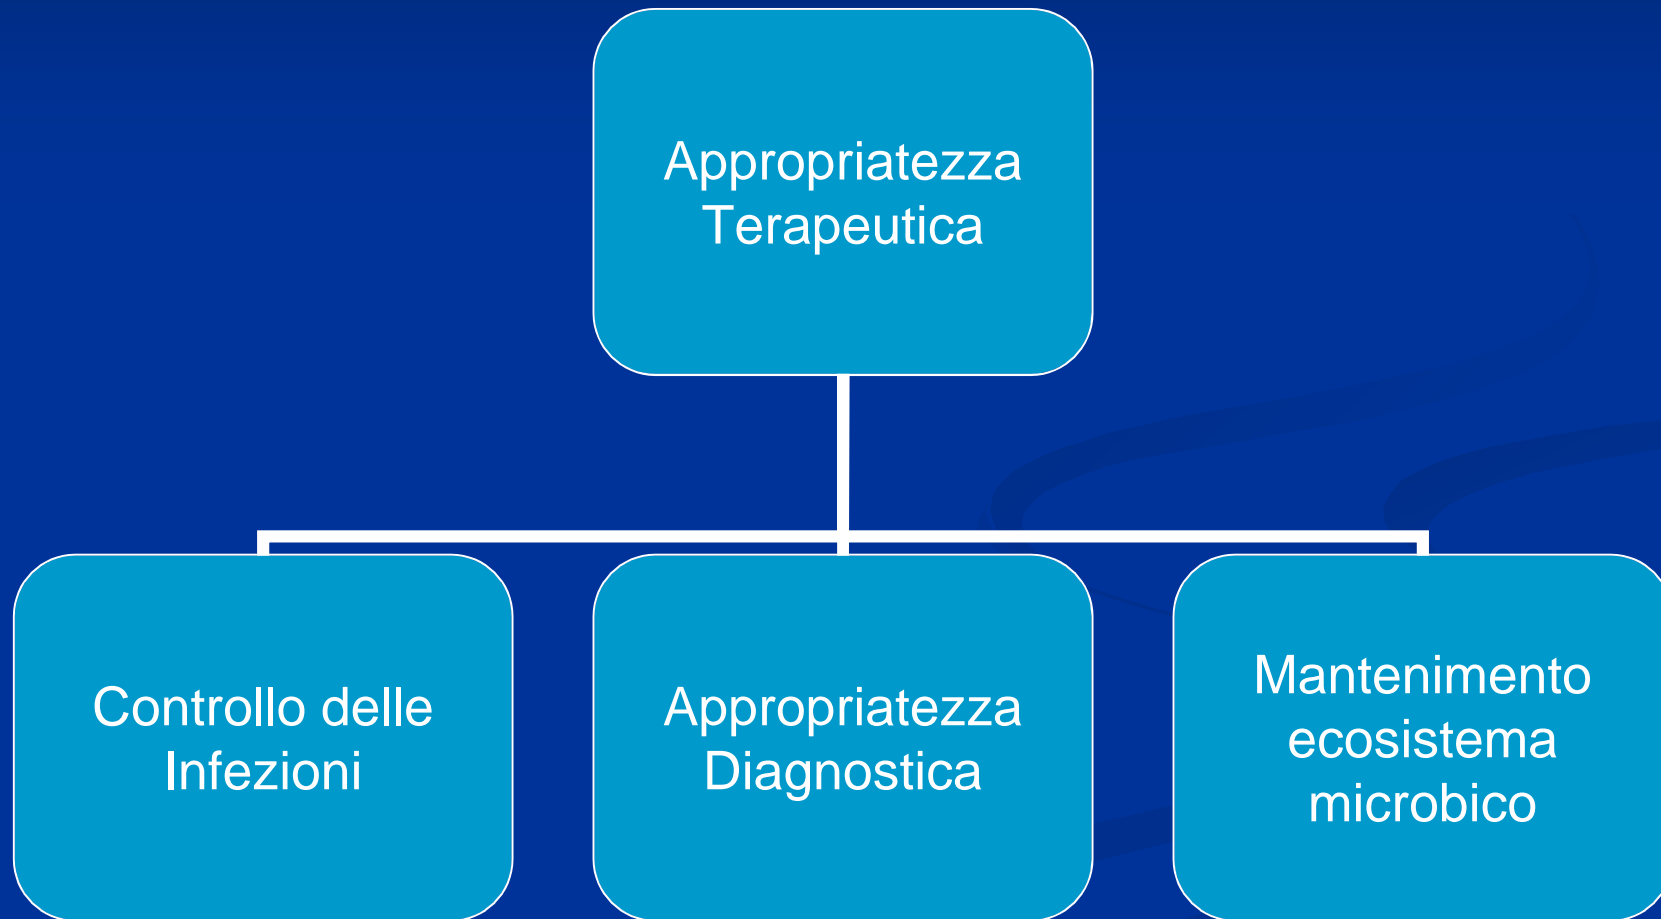 Appropriatezza
Terapeutica
Controllo delle
Infezioni
Appropriatezza
Diagnostica
Mantenimento
ecosistema
microbico